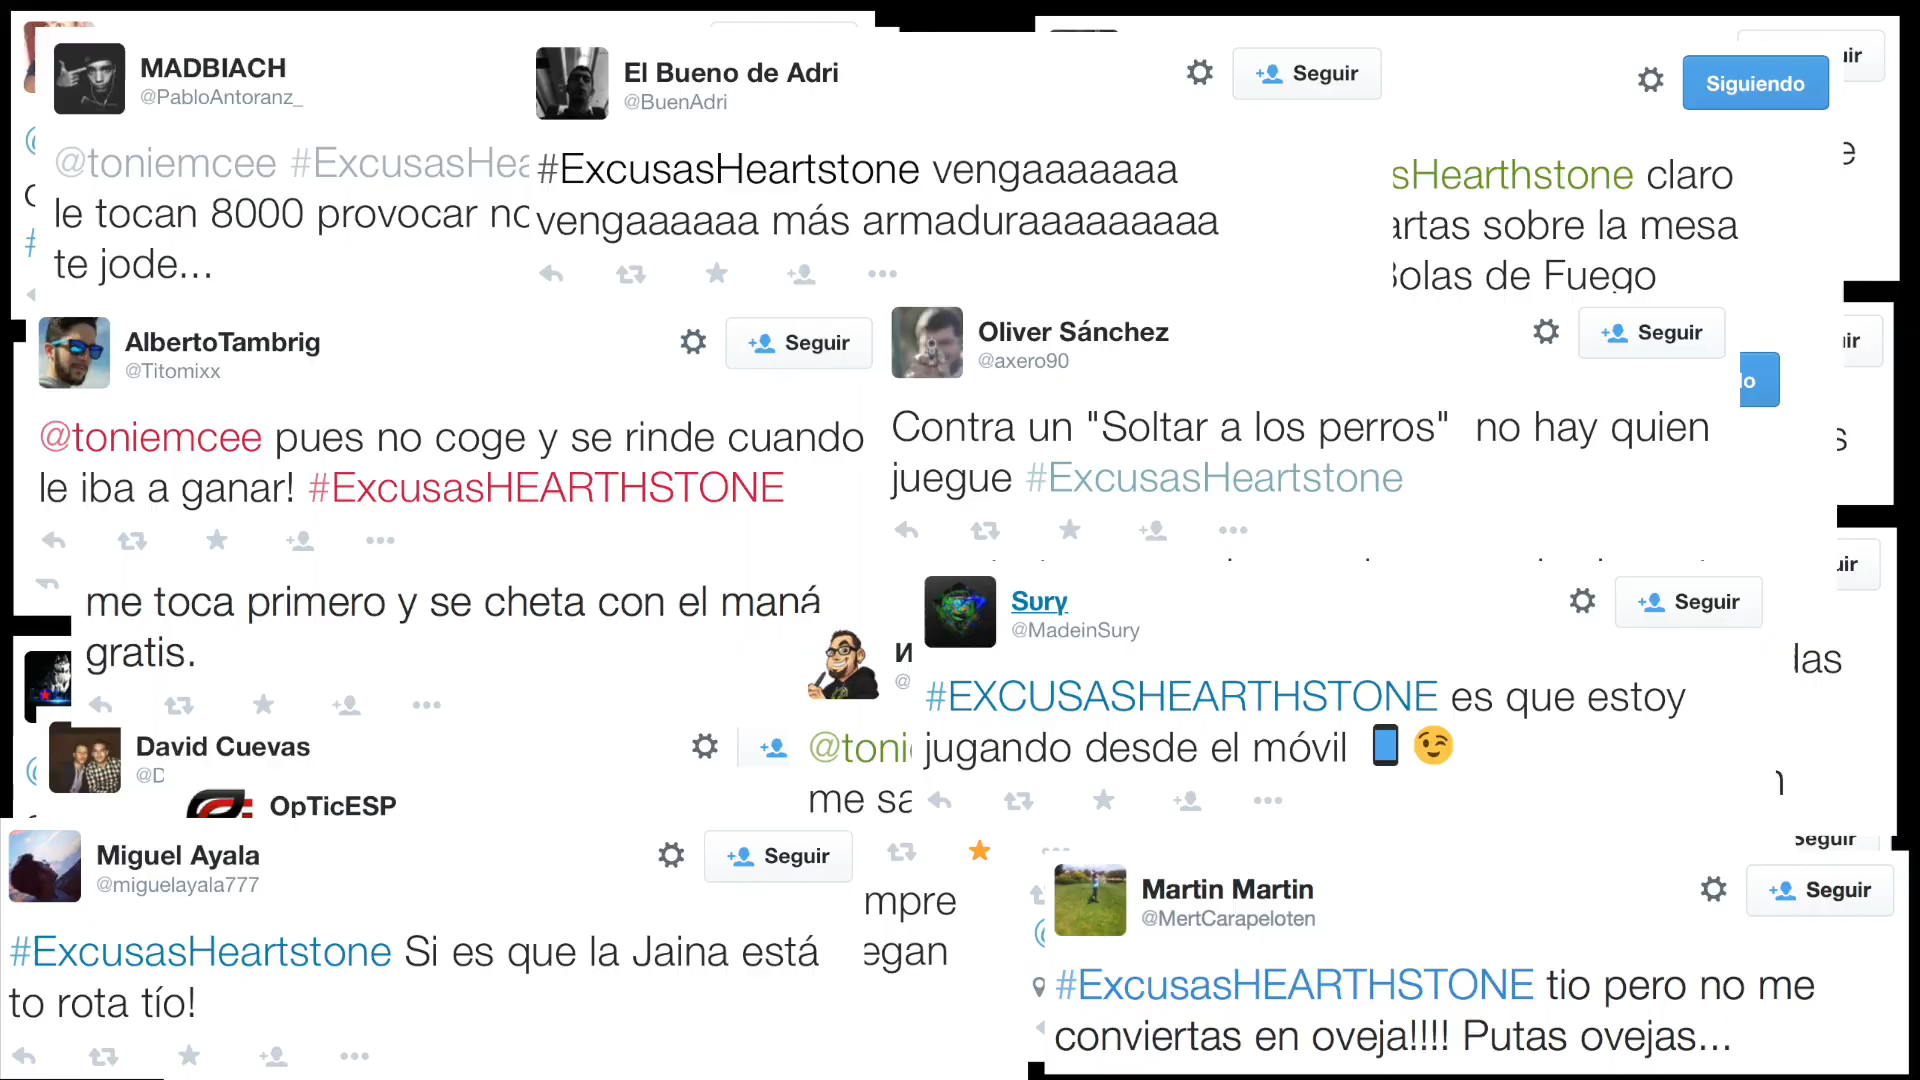 MADBIACH
@PabloAntoranz_
@toniemcee #ExcusasHea
le tocan 8000 provocar no
te jode...
El Bueno de Adri
@BuenAdri
Seguir
#ExcusasHeartstone vengaaaaaaa
vengaaaaaa más armaduraaaaaaaaa
Siguiendo
ir
e
sHearthstone claro
artas sobre la mesa
Bolas de Fuego
AlbertoTambrig
@Titomixx
Seguir
@toniemcee pues no coge y se rinde cuando
le iba a ganar! #ExcusasHEARTHSTONE
Oliver Sánchez
@axero90
Seguir
ir
o
s
Contra un "Soltar a los perros" no hay quien
juegue #ExcusasHeartstone
me toca primero y se cheta con el maná
gratis.
Sury
@MadeinSury
Seguir
ir
las
#EXCUSASHEARTHSTONE es que estoy
jugando desde el móvil 📱 😉
@toni
me sa
David Cuevas
@D
OpTicESP
Miguel Ayala
@miguelayala777
Seguir
#ExcusasHeartstone Si es que la Jaina está
to rota tío!
mpre
egan
Seguir
Martin Martin
@MertCarapeloten
Seguir
#ExcusasHEARTHSTONE tio pero no me
conviertas en oveja!!!! Putas ovejas...